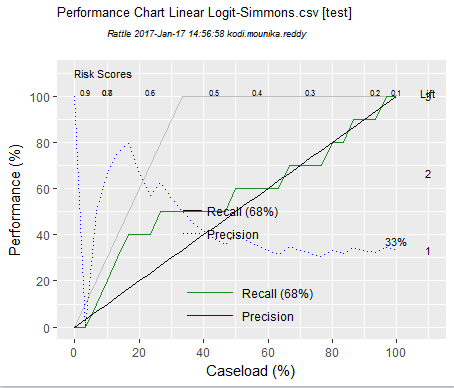 Performance Chart Linear Logit-Simmons.csv [test]
Rattle 2017-Jan-17 14:56:58 kodi.mounika.reddy
Risk Scores
0.9 0.6 0.5 0.4 0.3 0.2 0.1
Lift
100 3
80
2
60
Recall (68%)
40 Precision
33%
1
20
Recall (68%)
Precision
0
0 20 40 60 80 100
Performance (%)
Caseload (%)